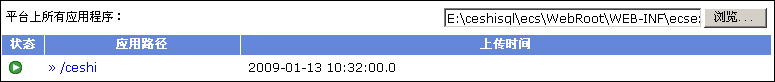 平台上所有应用程序： E:\ceshisql\ecs\WebRoot\WEB-INF\ecse 浏览...
状态 应用路径 上传时间
» /ceshi 2009-01-13 10:32:00.0